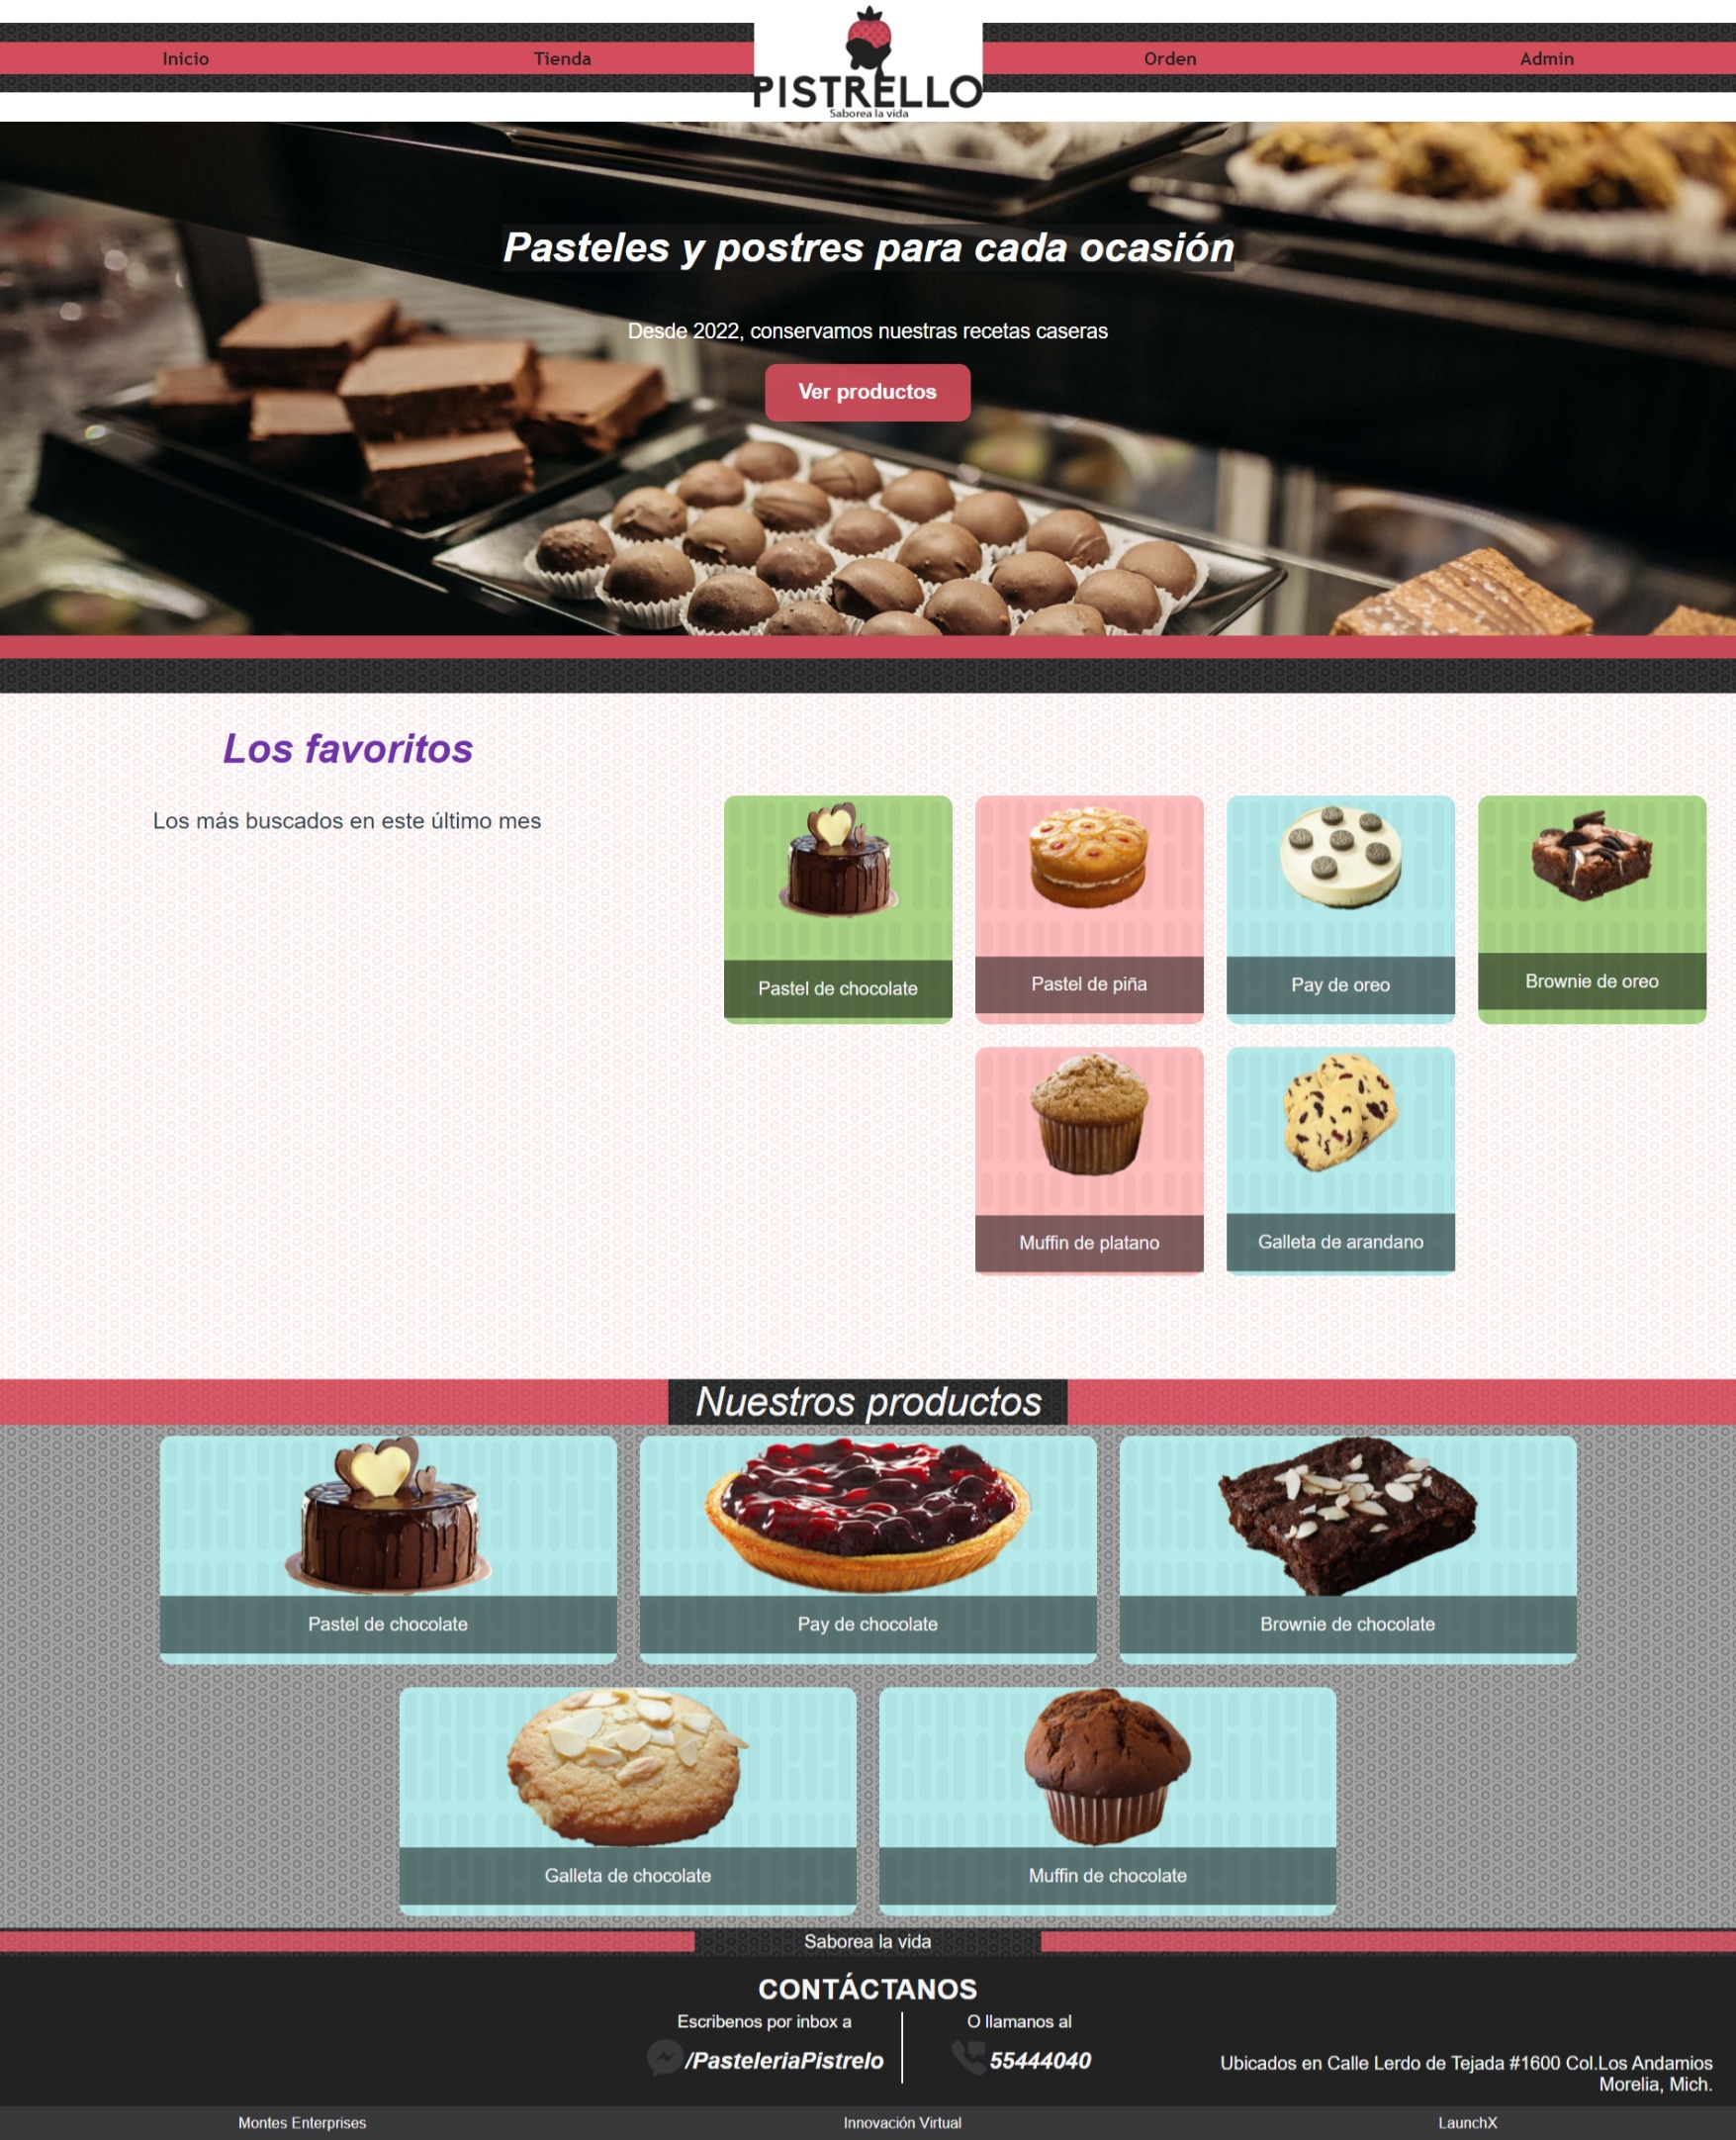 Inicio
Tienda
PISTRELLO
Saborea la vida
Orden
Admin
Pasteles y postres para cada ocasión
Desde 2022, conservamos nuestras recetas caseras
Ver productos
Los favoritos
Los más buscados en este último mes
Pastel de chocolate
Pastel de piña
Pay de oreo
Brownie de oreo
Muffin de platano
Galleta de arandano
Nuestros productos
Pastel de chocolate
Pay de chocolate
Brownie de chocolate
Galleta de chocolate
Muffin de chocolate
Saborea la vida
CONTÁCTANOS
Escribenos por inbox a
/PasteleriaPistrelo
O llamanos al
55444040
Ubicados en Calle Lerdo de Tejada #1600 Col.Los Andamios
Morelia, Mich.
Montes Enterprises
Innovación Virtual
LaunchX